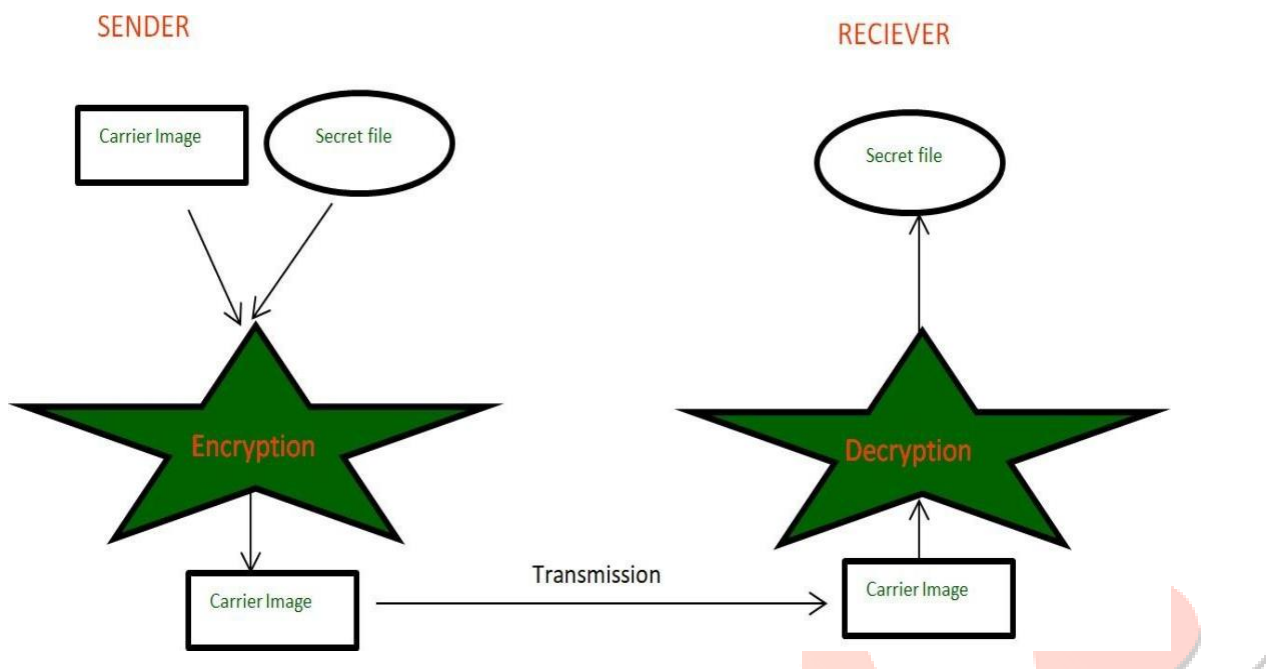 SENDER
RECIEVER
Carrier Image
Secret file
Secret file
Encryption
Decryption
Transmission
Carrier Image
Carrier Image